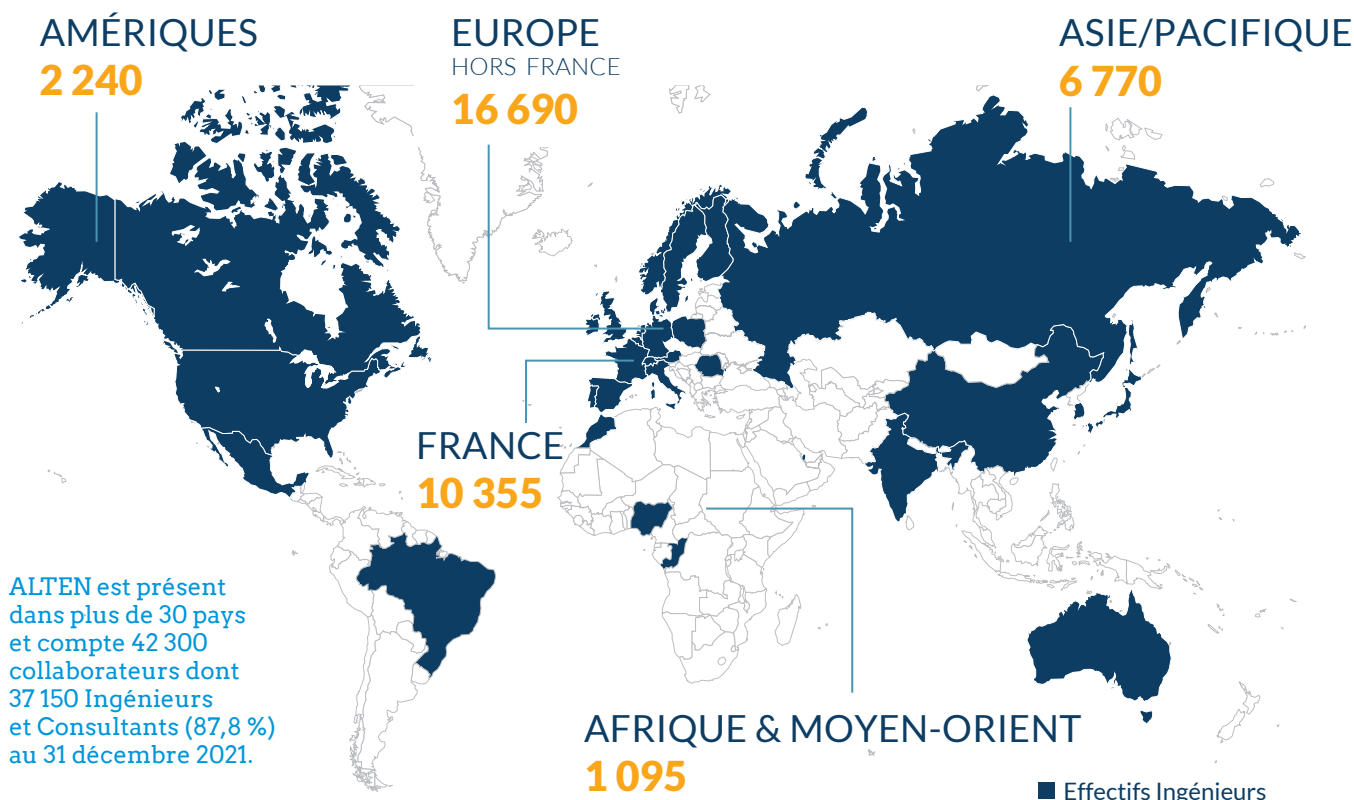 AMÉRIQUES
2 240
EUROPE
HORS FRANCE
16 690
ASIE/PACIFIQUE
6 770
FRANCE
10 355
ALTEN est présent
dans plus de 30 pays
et compte 42 300
collaborateurs dont
37 150 Ingénieurs
et Consultants (87,8 %)
au 31 décembre 2021.
AFRIQUE & MOYEN-ORIENT
1 095
Effectifs Ingénieurs